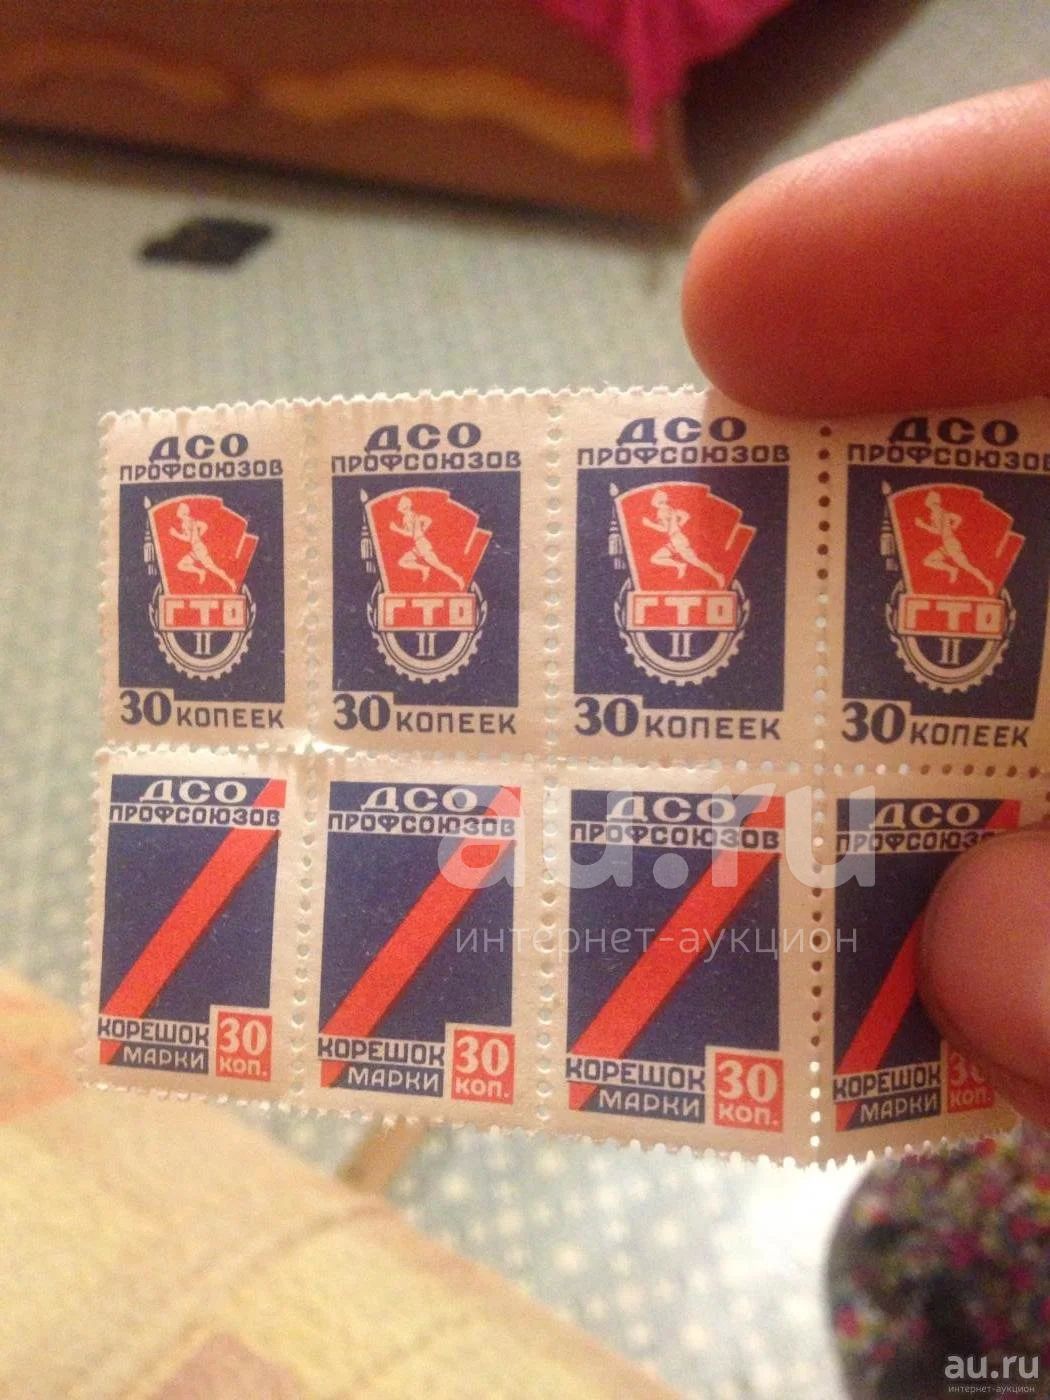 ДСО ДСО ДСО ДСО
ПРОФСОЮЗОВ ПРОФСОЮЗОВ ПРОФСОЮЗОВ ПРОФСОЮЗОВ
ГТО ГТО ГТО ГТО
II II II II
30 КОПЕЕК 30 КОПЕЕК 30 КОПЕЕК 30 КОПЕЕК
ДСО ДСО ДСО ДСО
ПРОФСОЮЗОВ ПРОФСОЮЗОВ ПРОФСОЮЗОВ
КОРЕШОК МАРКИ 30 КОП. КОРЕШОК МАРКИ 30 КОП. КОРЕШОК МАРКИ 30 КОП. КОРЕШОК МАРКИ КОП.
au.ru
интернет-аукцион
au.ru
интернет-аукцион